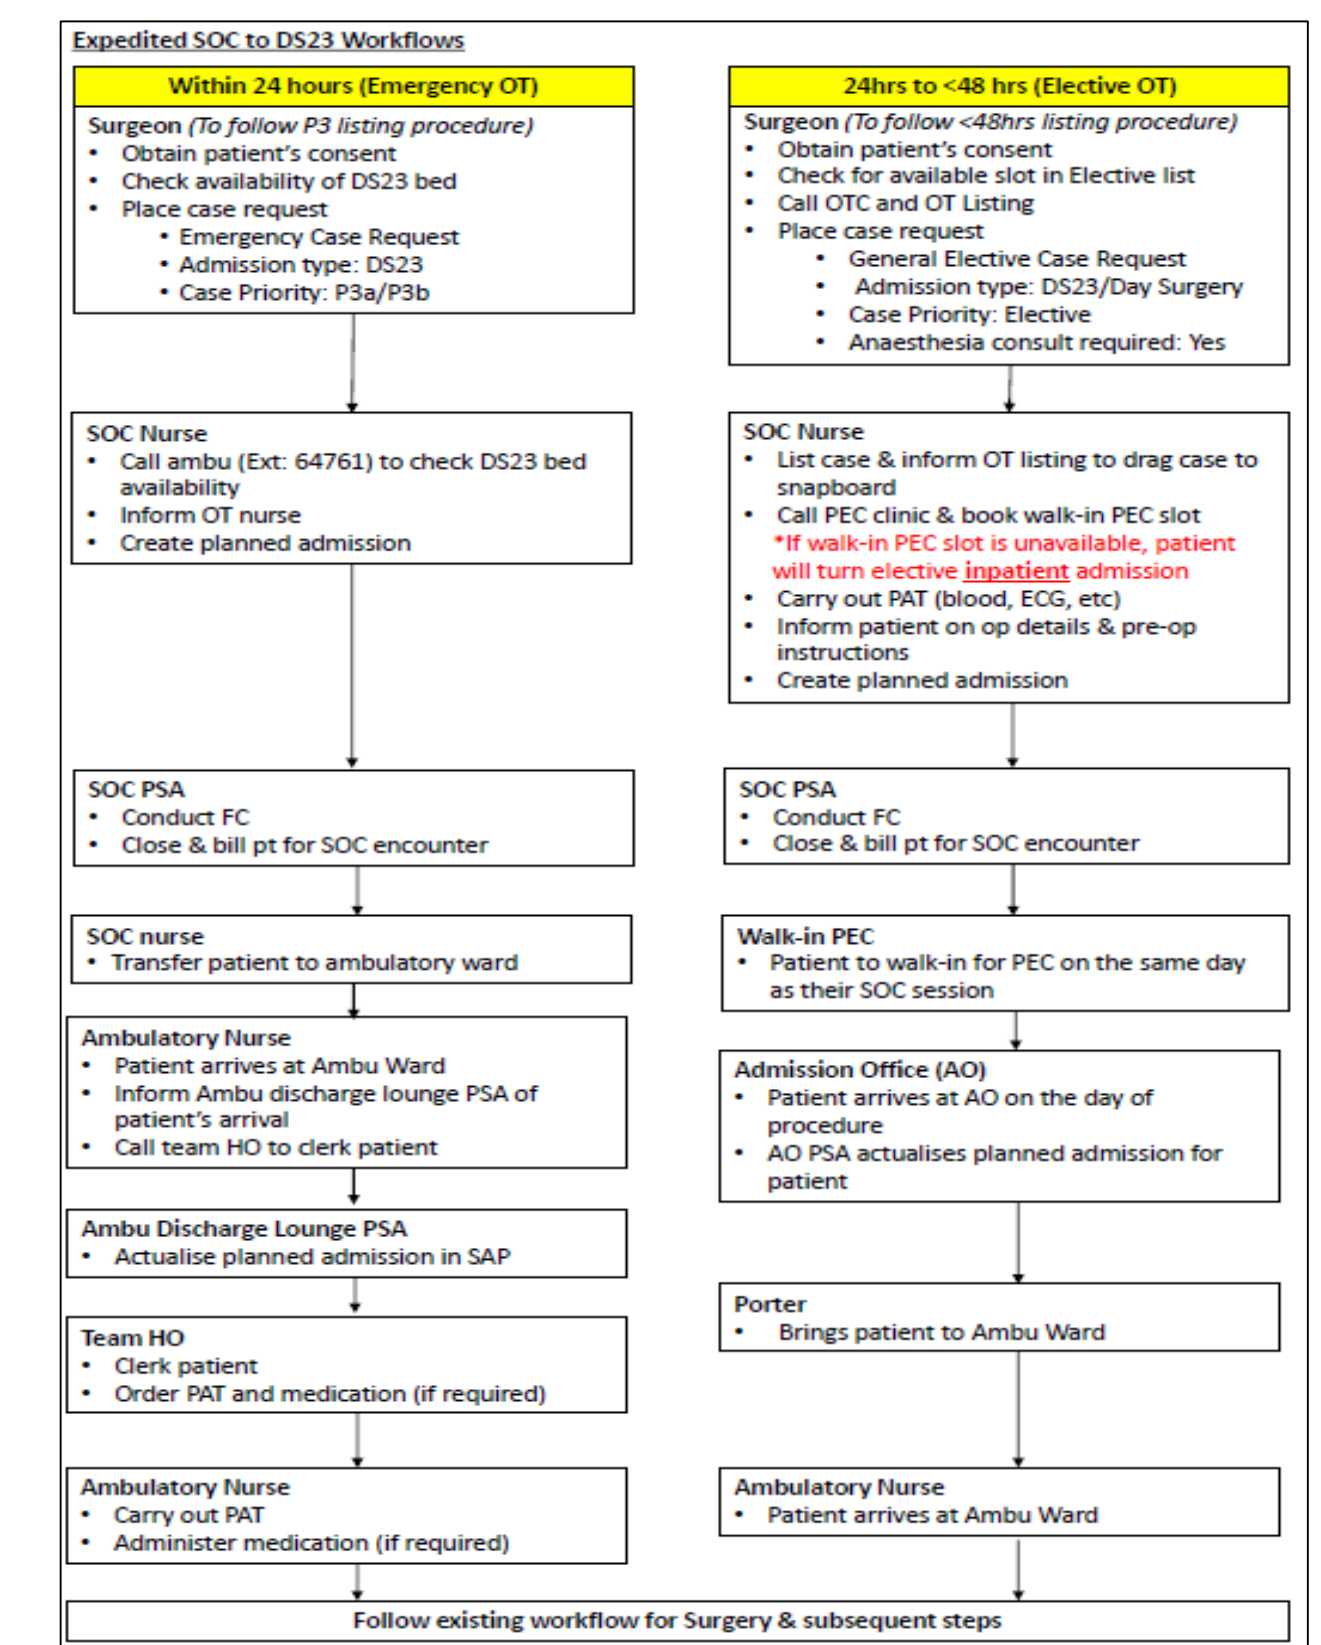 Expedited SOC to DS23 Workflows
Within 24 hours (Emergency OT)
Surgeon (To follow P3 listing procedure)
• Obtain patient's consent
• Check availability of DS23 bed
• Place case request
• Emergency Case Request
• Admission type: DS23
• Case Priority: P3a/P3b
SOC Nurse
• Call ambu (Ext: 64761) to check DS23 bed
availability
• Inform OT nurse
• Create planned admission
SOC PSA
• Conduct FC
• Close & bill pt for SOC encounter
SOC nurse
• Transfer patient to ambulatory ward
Ambulatory Nurse
• Patient arrives at Ambu Ward
• Inform Ambu discharge lounge PSA of
patient's arrival
• Call team HO to clerk patient
Ambu Discharge Lounge PSA
• Actualise planned admission in SAP
Team HO
• Clerk patient
• Order PAT and medication (if required)
Ambulatory Nurse
• Carry out PAT
• Administer medication (if required)
24hrs to <48 hrs (Elective OT)
Surgeon (To follow <48hrs listing procedure)
• Obtain patient's consent
• Check for available slot in Elective list
• Call OTC and OT Listing
• Place case request
• General Elective Case Request
• Admission type: DS23/Day Surgery
• Case Priority: Elective
• Anaesthesia consult required: Yes
SOC Nurse
• List case & inform OT listing to drag case to
snapboard
• Call PEC clinic & book walk-in PEC slot
*If walk-in PEC slot is unavailable, patient
will turn elective inpatient admission
• Carry out PAT (blood, ECG, etc)
• Inform patient on op details & pre-op
instructions
• Create planned admission
SOC PSA
• Conduct FC
• Close & bill pt for SOC encounter
Walk-in PEC
• Patient to walk-in for PEC on the same day
as their SOC session
Admission Office (AO)
• Patient arrives at AO on the day of
procedure
• AO PSA actualises planned admission for
patient
Porter
• Brings patient to Ambu Ward
Ambulatory Nurse
• Patient arrives at Ambu Ward
Follow existing workflow for Surgery & subsequent steps